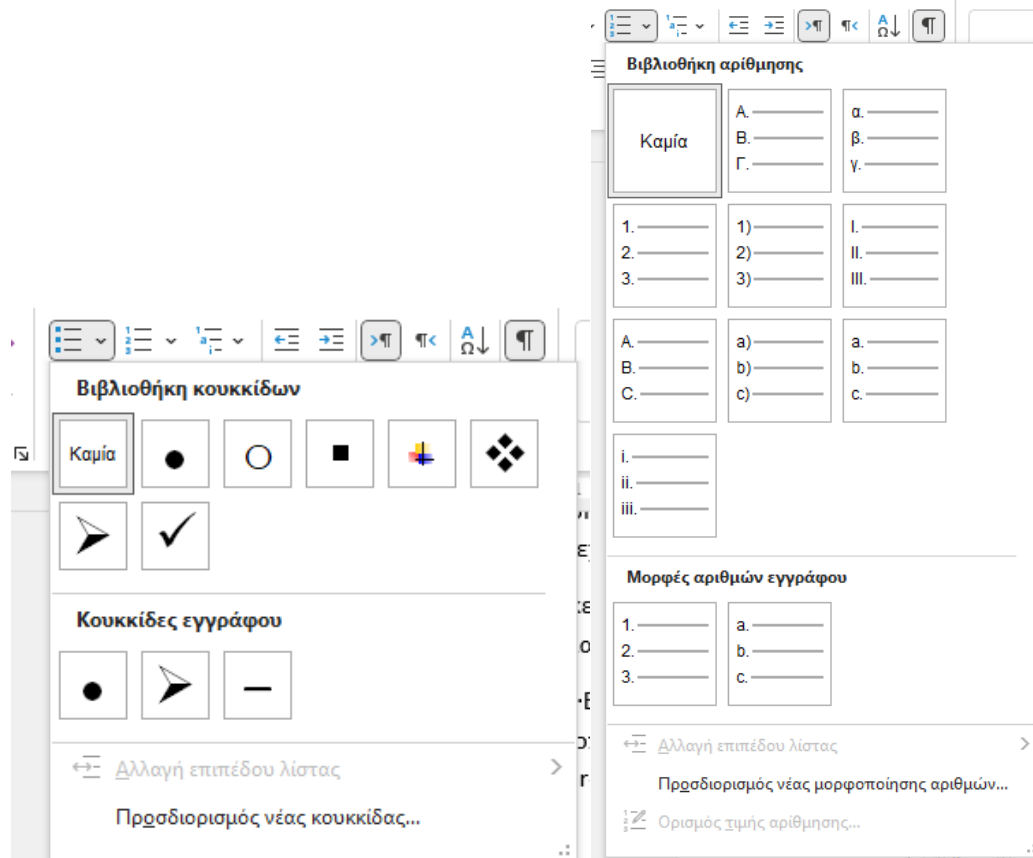 Βιβλιοθήκη κουκκίδων
Καμία
Κουκκίδες εγγράφου
Αλλαγή επιπέδου λίστας
Προσδιορισμός νέας κουκκίδας...
Βιβλιοθήκη αρίθμησης
Καμία
Α.
Β.
Γ.
α.
β.
γ.
1.
2.
3.
1)
2)
3)
I.
II.
III.
A.
B.
C.
a)
b)
c)
a.
b.
c.
i.
ii.
iii.
Μορφές αριθμών εγγράφου
1.
2.
3.
a.
b.
c.
Αλλαγή επιπέδου λίστας
Προσδιορισμός νέας μορφοποίησης αριθμών...
Ορισμός τιμής αρίθμησης...